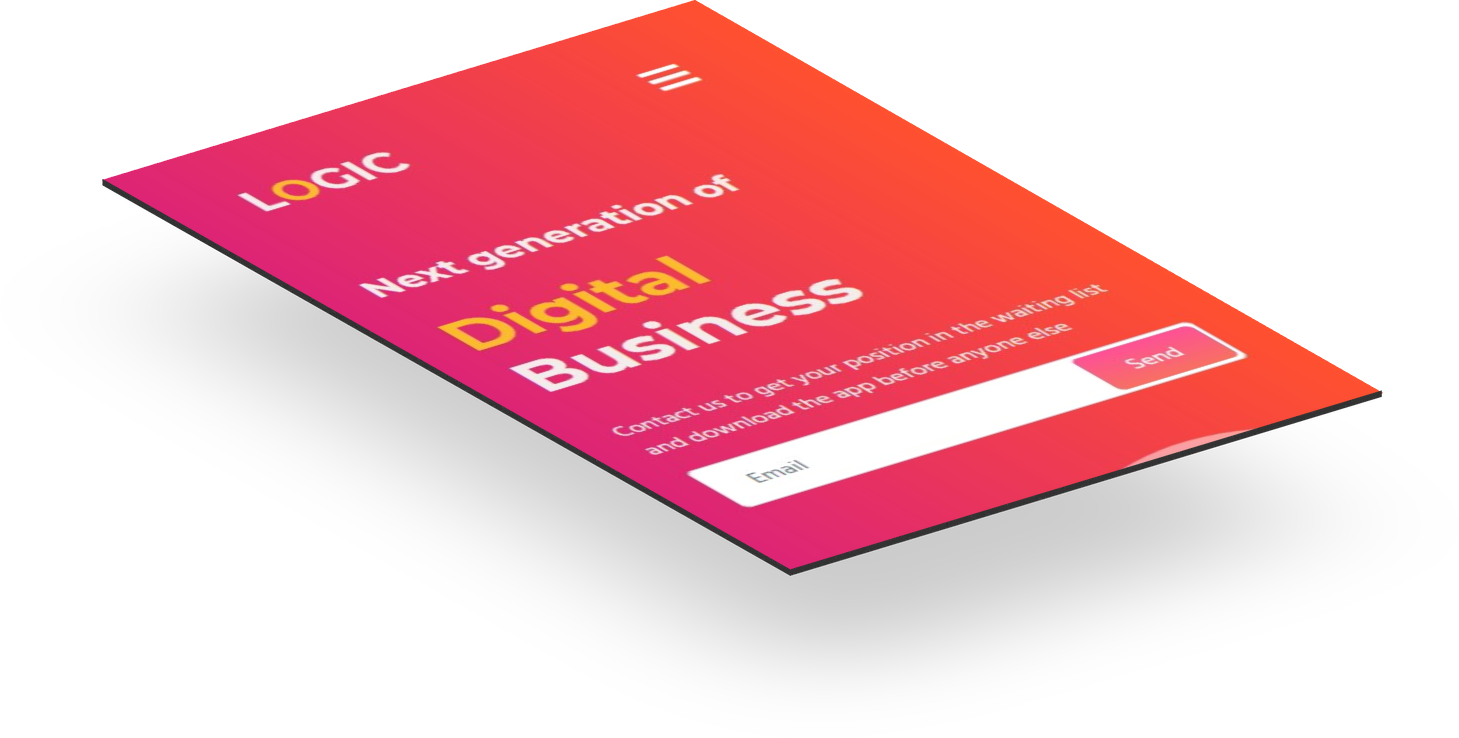 LOGIC
Next generation of
Digital
Business
Contact us to get your position in the waiting list
and download the app before anyone else
Email
Send